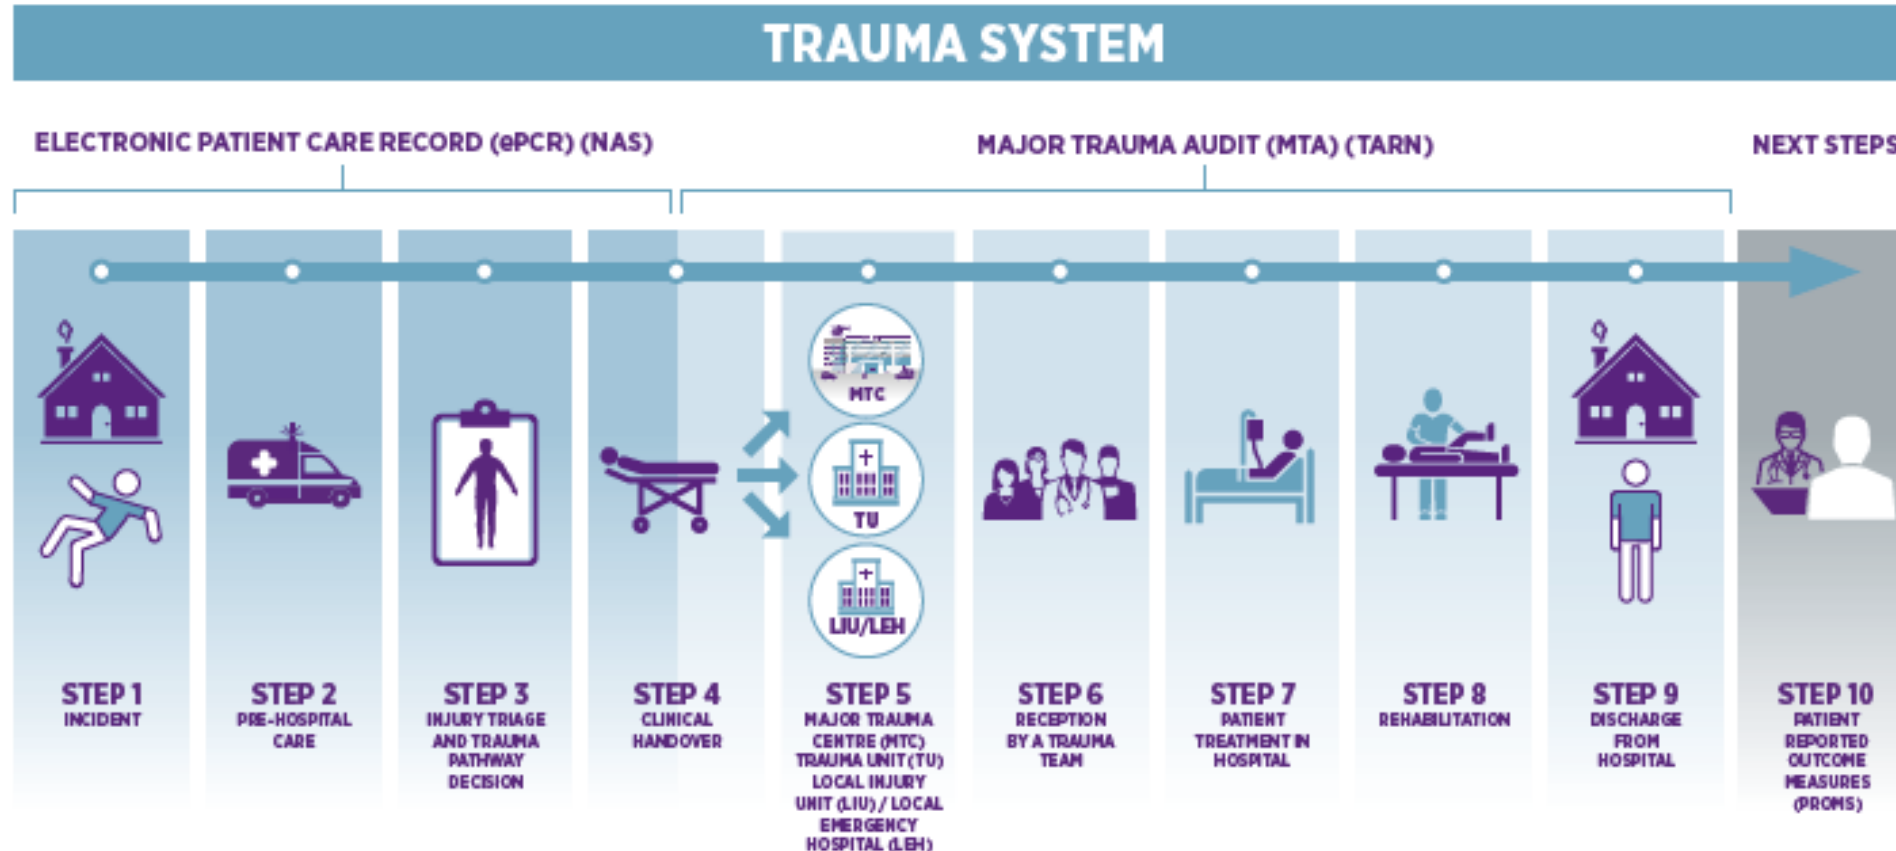 TRAUMA SYSTEM
ELECTRONIC PATIENT CARE RECORD (ePCR) (NAS)
MAJOR TRAUMA AUDIT (MTA) (TARN)
NEXT STEPS
MTC
TU
LIU/LEH
STEP 1
INCIDENT
STEP 2
PRE-HOSPITAL
CARE
STEP 3
INJURY TRIAGE
AND TRAUMA
PATHWAY
DECISION
STEP 4
CLINICAL
HANDOVER
STEP 5
MAJOR TRAUMA
CENTRE (MTC)
TRAUMA UNIT (TU)
LOCAL INJURY
UNIT (LIU) / LOCAL
EMERGENCY
HOSPITAL (LEH)
STEP 6
RECEPTION
BY A TRAUMA
TEAM
STEP 7
PATIENT
TREATMENT IN
HOSPITAL
STEP 8
REHABILITATION
STEP 9
DISCHARGE
FROM
HOSPITAL
STEP 10
PATIENT
REPORTED
OUTCOME
MEASURES
(PROMS)